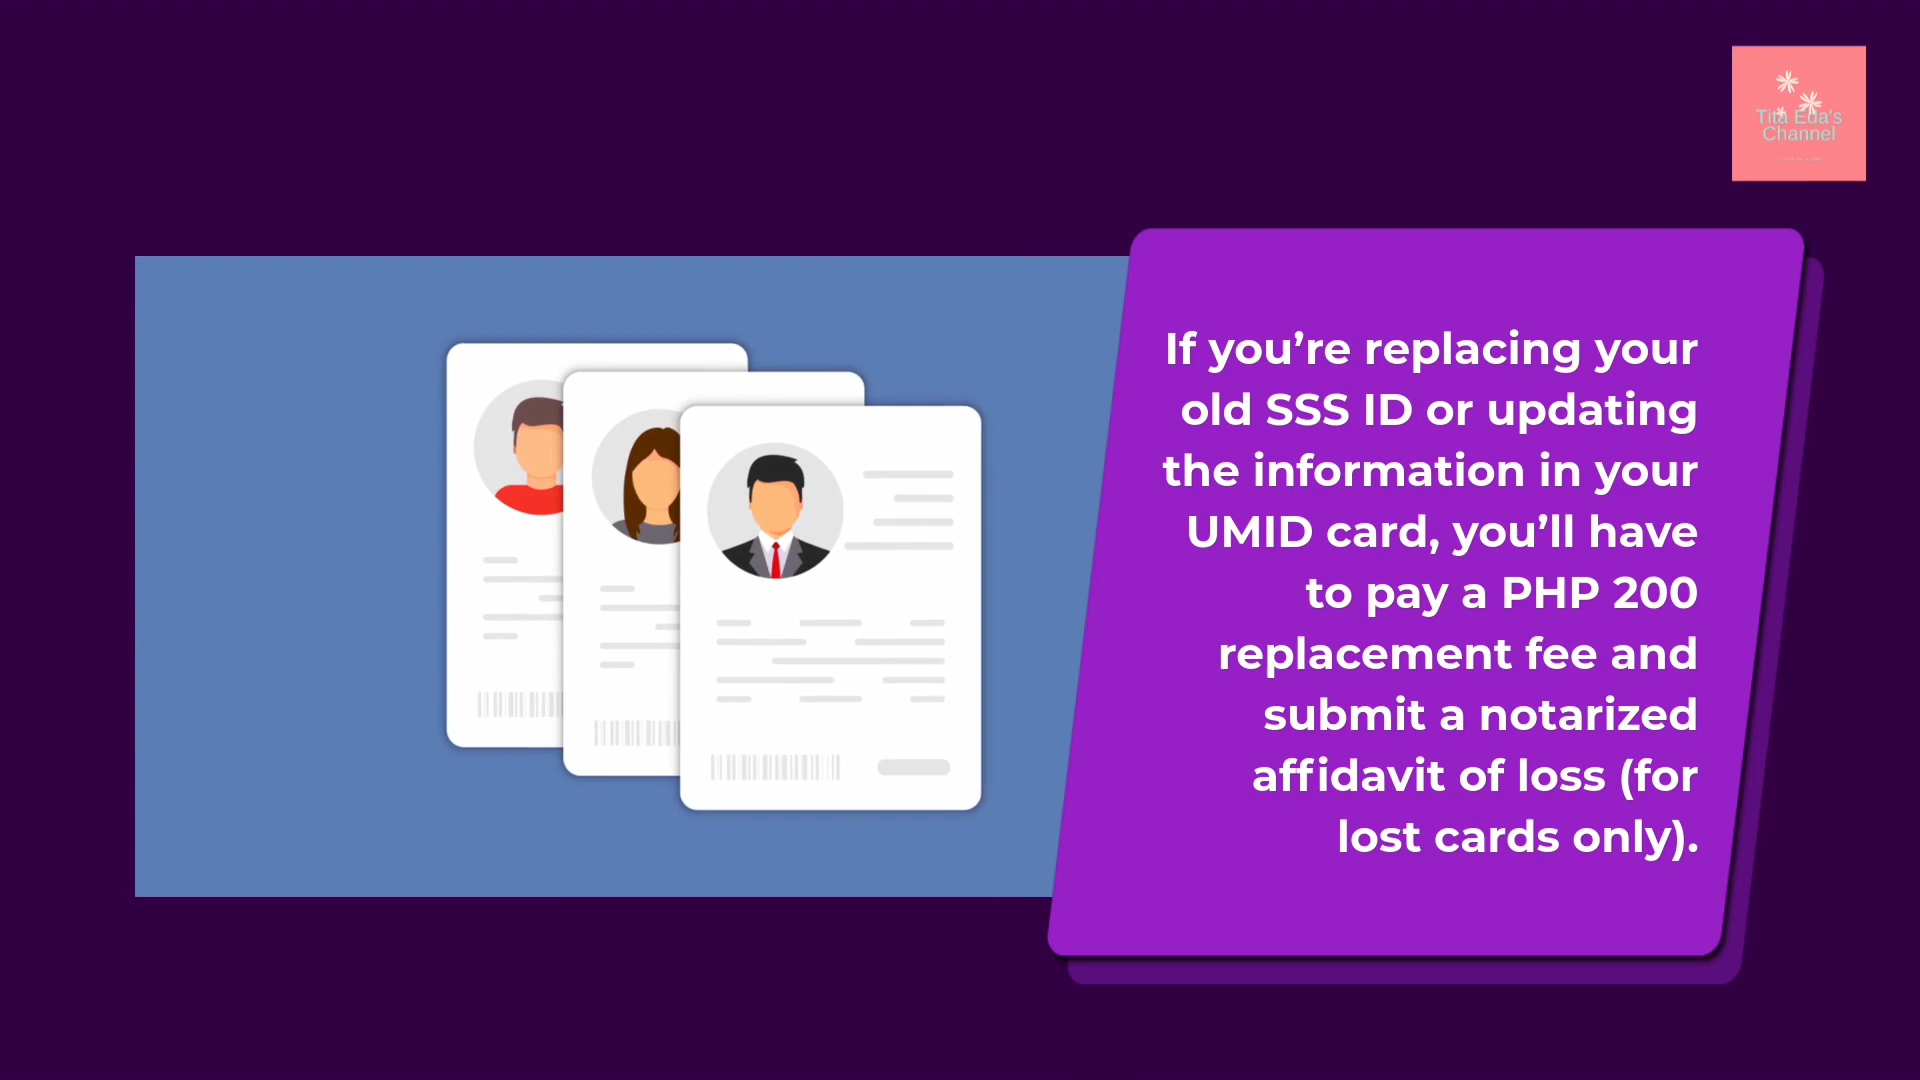 Tita Eda's
Channel
If you’re replacing your
old SSS ID or updating
the information in your
UMID card, you’ll have
to pay a PHP 200
replacement fee and
submit a notarized
affidavit of loss (for
lost cards only).